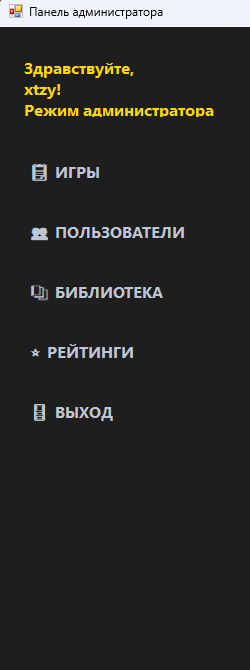 Панель администратора
Здравствуйте,
xtzy!
Режим администратора
ИГРЫ
ПОЛЬЗОВАТЕЛИ
БИБЛИОТЕКА
РЕЙТИНГИ
ВЫХОД